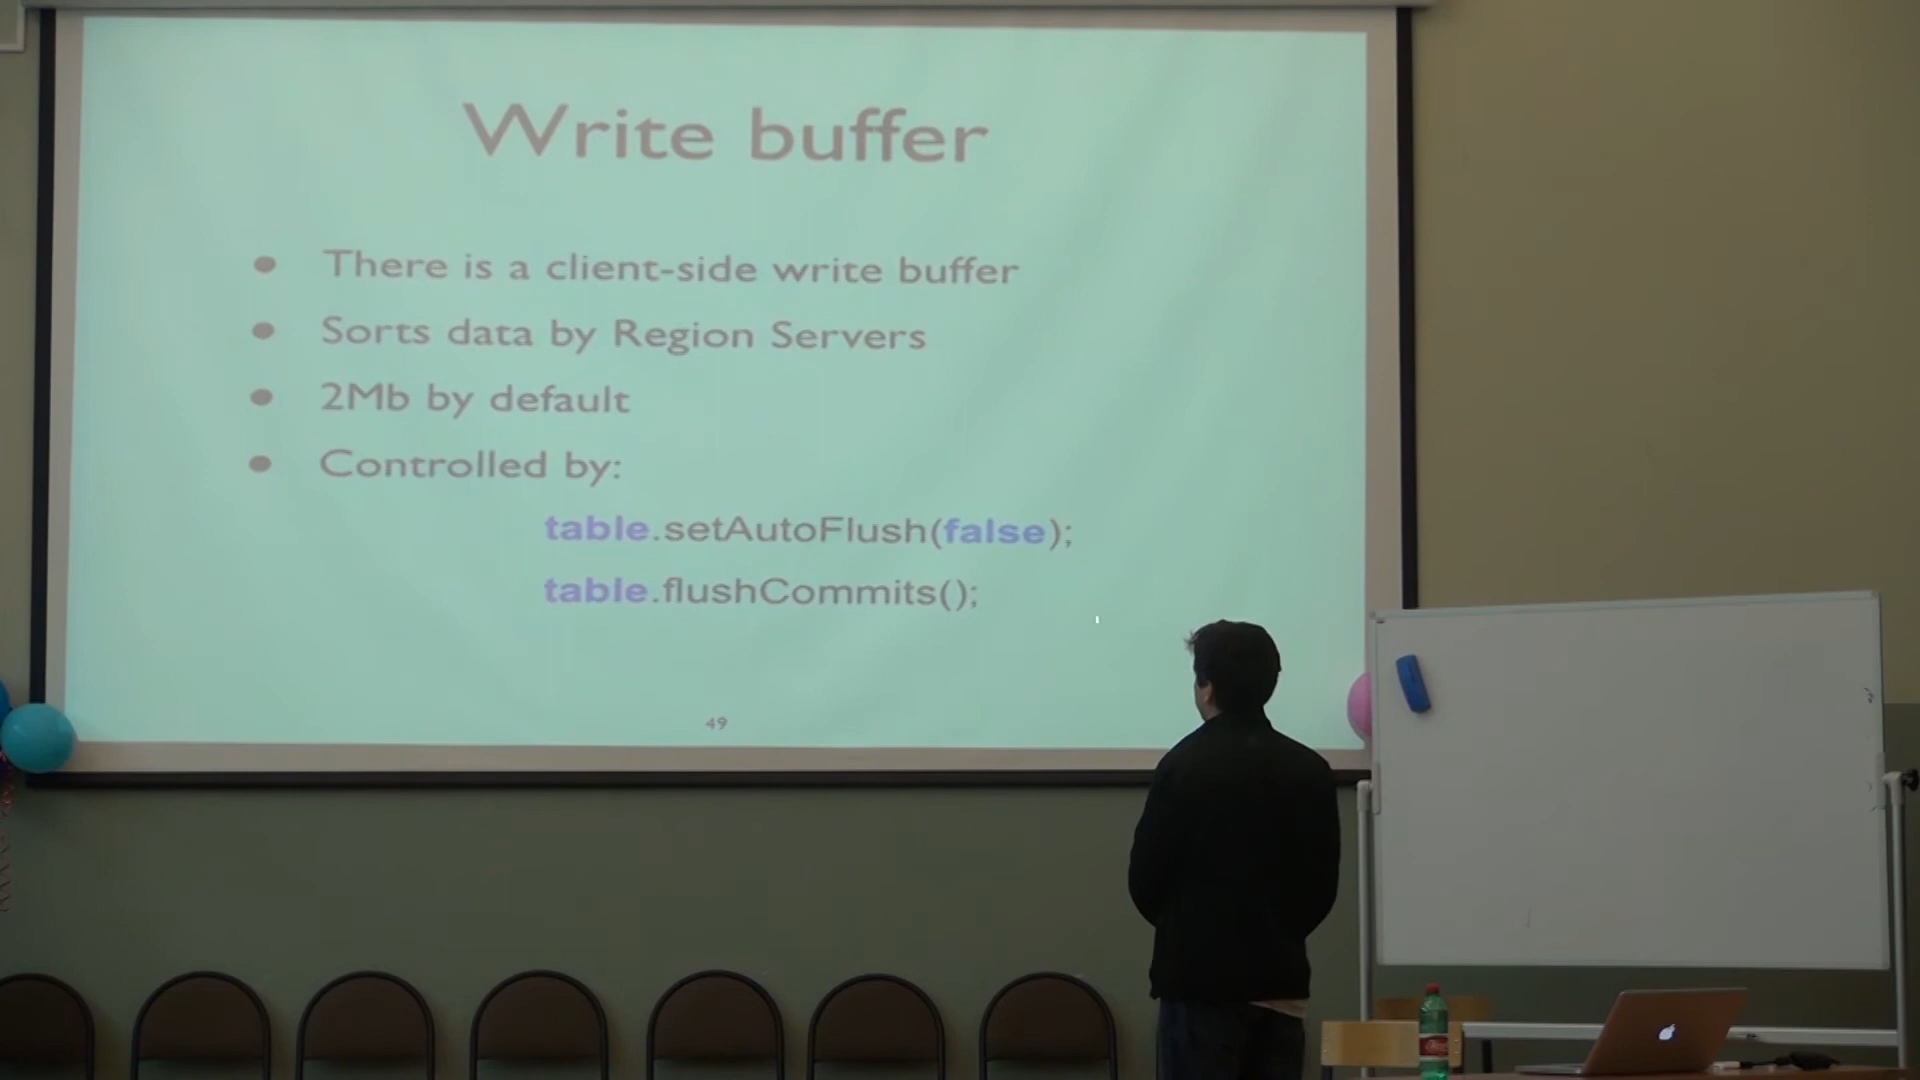 Write buffer
There is a client-side write buffer
Sorts data by Region Servers
2Mb by default
Controlled by:
table.setAutoFlush(false);
table.flushCommits();
49